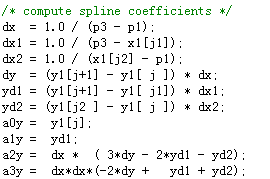 /* compute spline coefficients */
dx  = 1.0 / (p3 - p1);
dx1 = 1.0 / (p3 - x1[j1]);
dx2 = 1.0 / (x1[j2] - p1);
dy  = (y1[j+1] - y1[ j ]) * dx;
yd1 = (y1[j+1] - y1[ j1]) * dx1;
yd2 = (y1[j2 ] - y1[ j ]) * dx2;
a0y =  y1[j];
a1y =  yd1;
a2y =  dx *  ( 3*dy - 2*yd1 - yd2);
a3y =  dx*dx*(-2*dy +   yd1 + yd2);